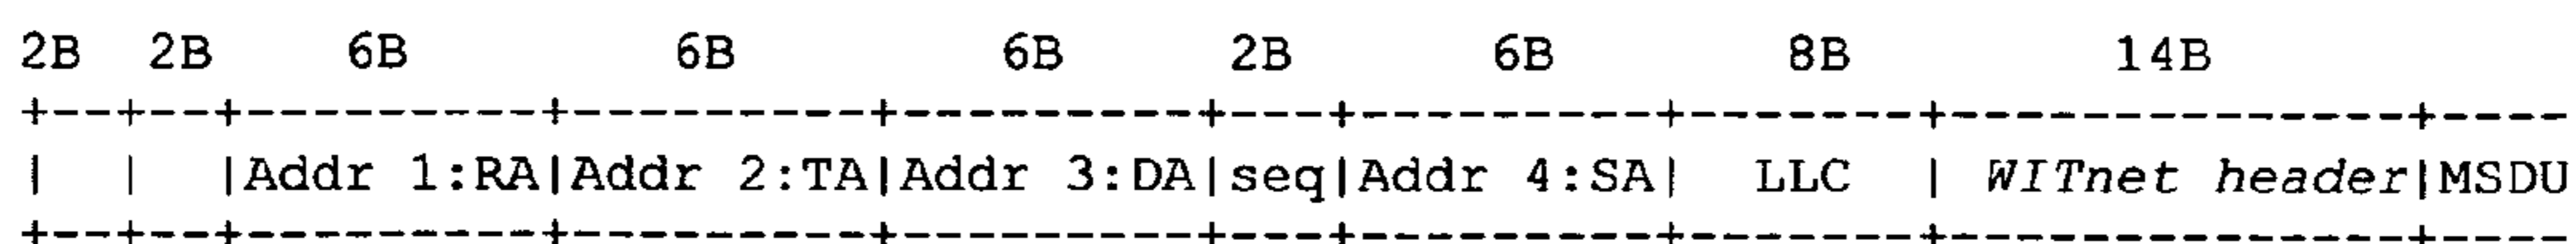 2B 2B 6B 6B 6B 2B 6B 8B 14B
+--+--+---------+---------+---------+---+---------+-------+--------------+----
| | |Addr 1:RA|Addr 2:TA|Addr 3:DA|seq|Addr 4:SA| LLC | WITnet header|MSDU
+--+--+---------+---------+---------+---+---------+-------+--------------+----